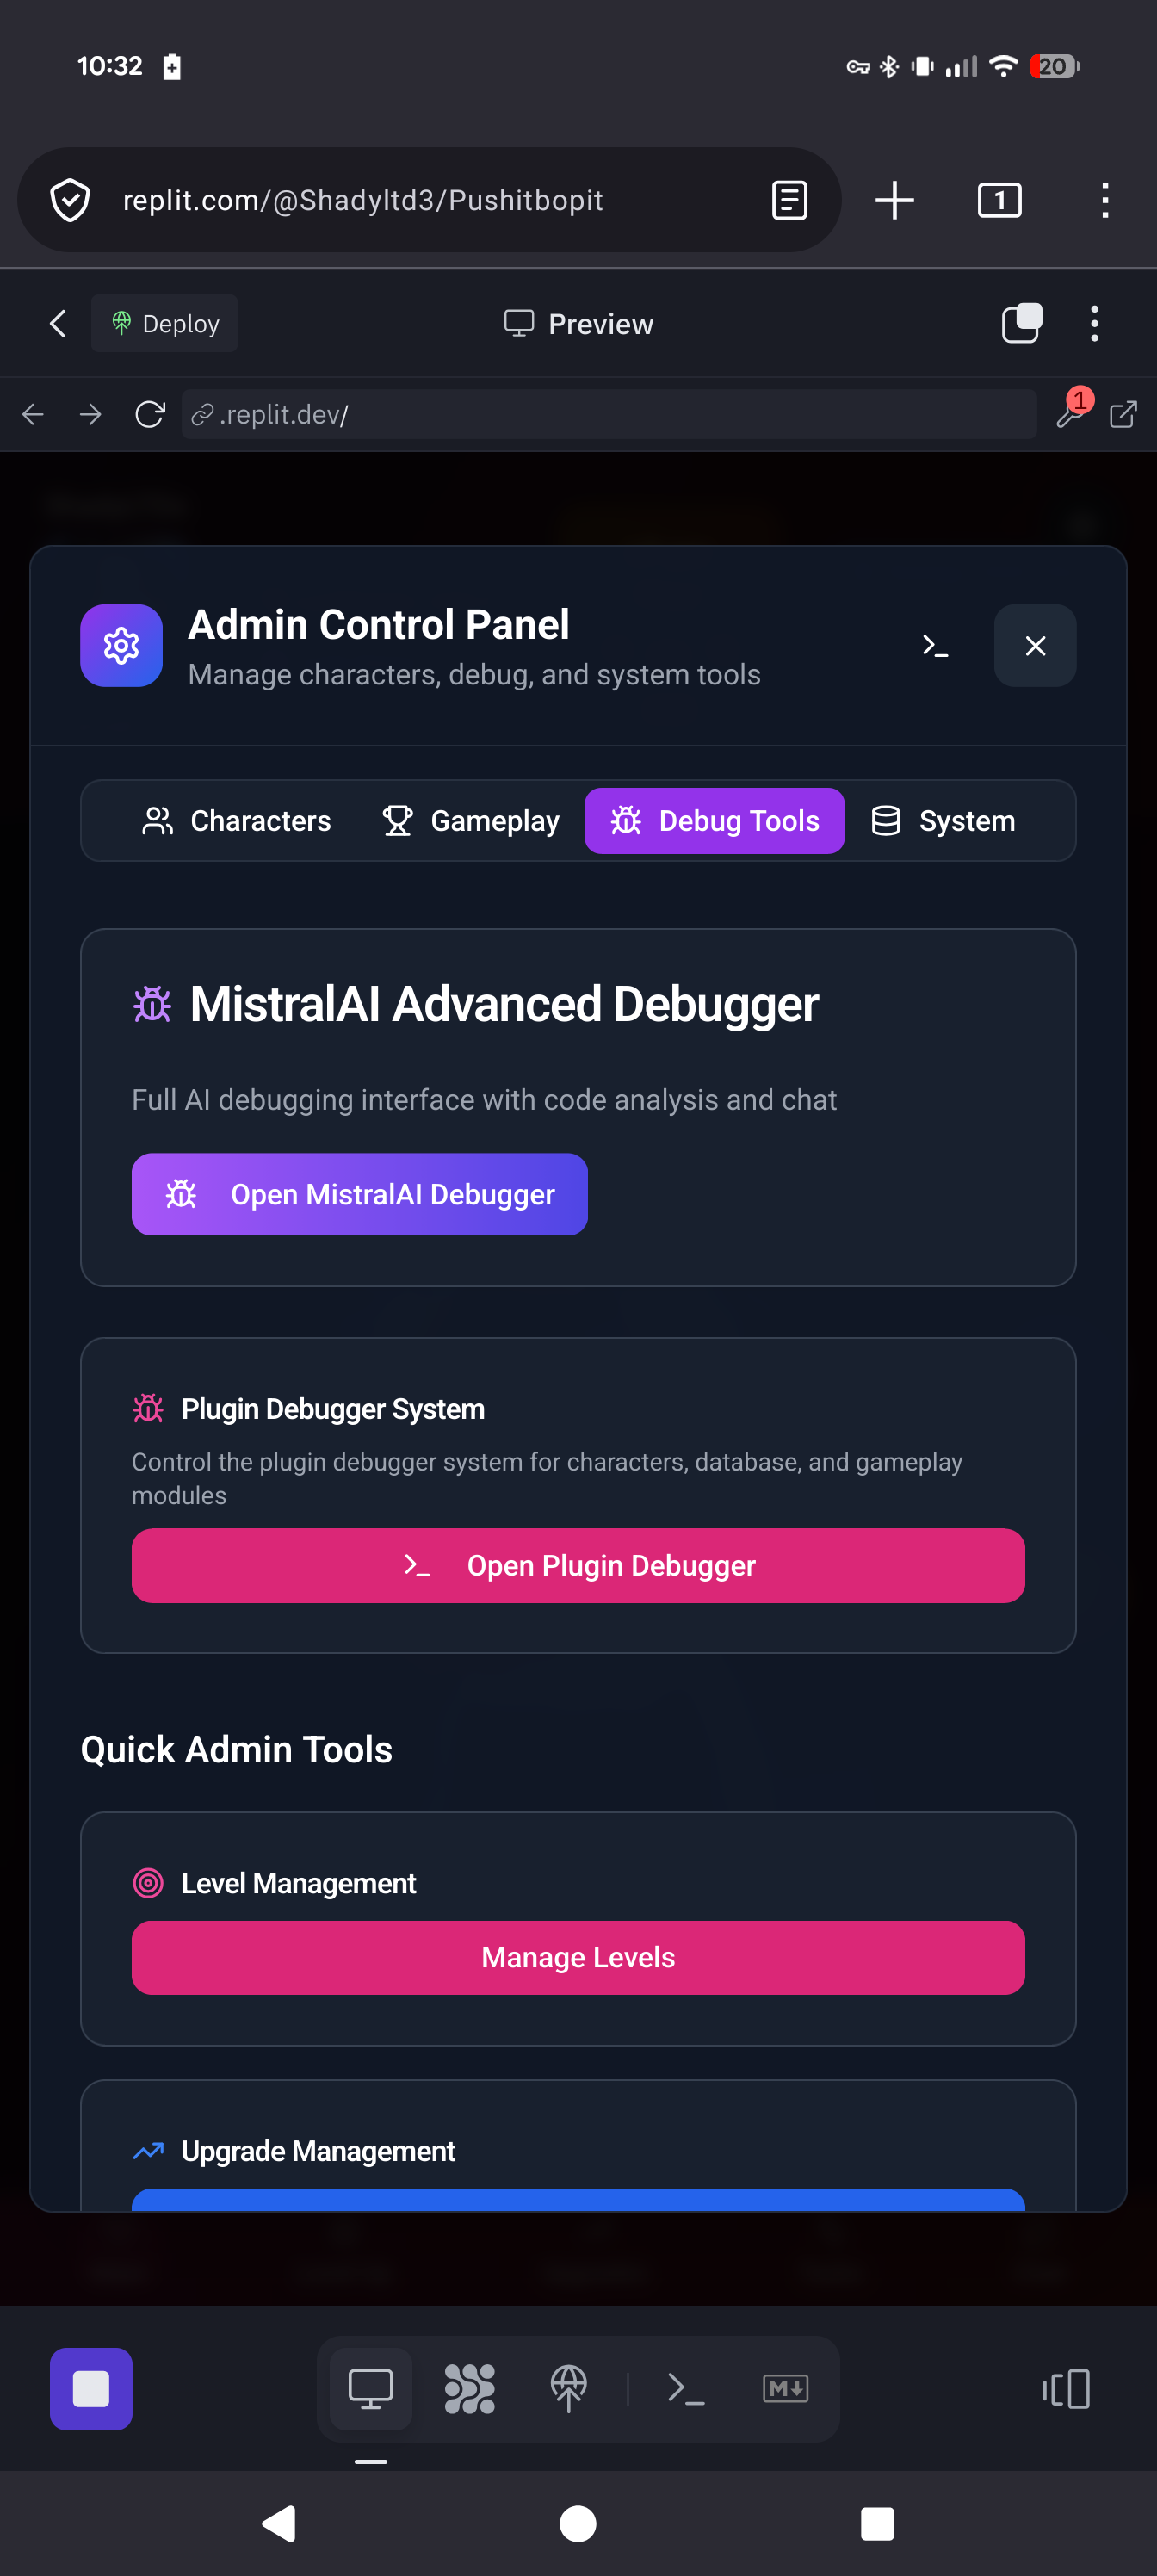 10:32
20
replit.com/@Shadyltd3/Pushitbopit
1
Deploy
Preview
.replit.dev/
1
Admin Control Panel
Manage characters, debug, and system tools
Characters
Gameplay
Debug Tools
System
MistralAI Advanced Debugger
Full AI debugging interface with code analysis and chat
Open MistralAI Debugger
Plugin Debugger System
Control the plugin debugger system for characters, database, and gameplay
modules
Open Plugin Debugger
Quick Admin Tools
Level Management
Manage Levels
Upgrade Management
M